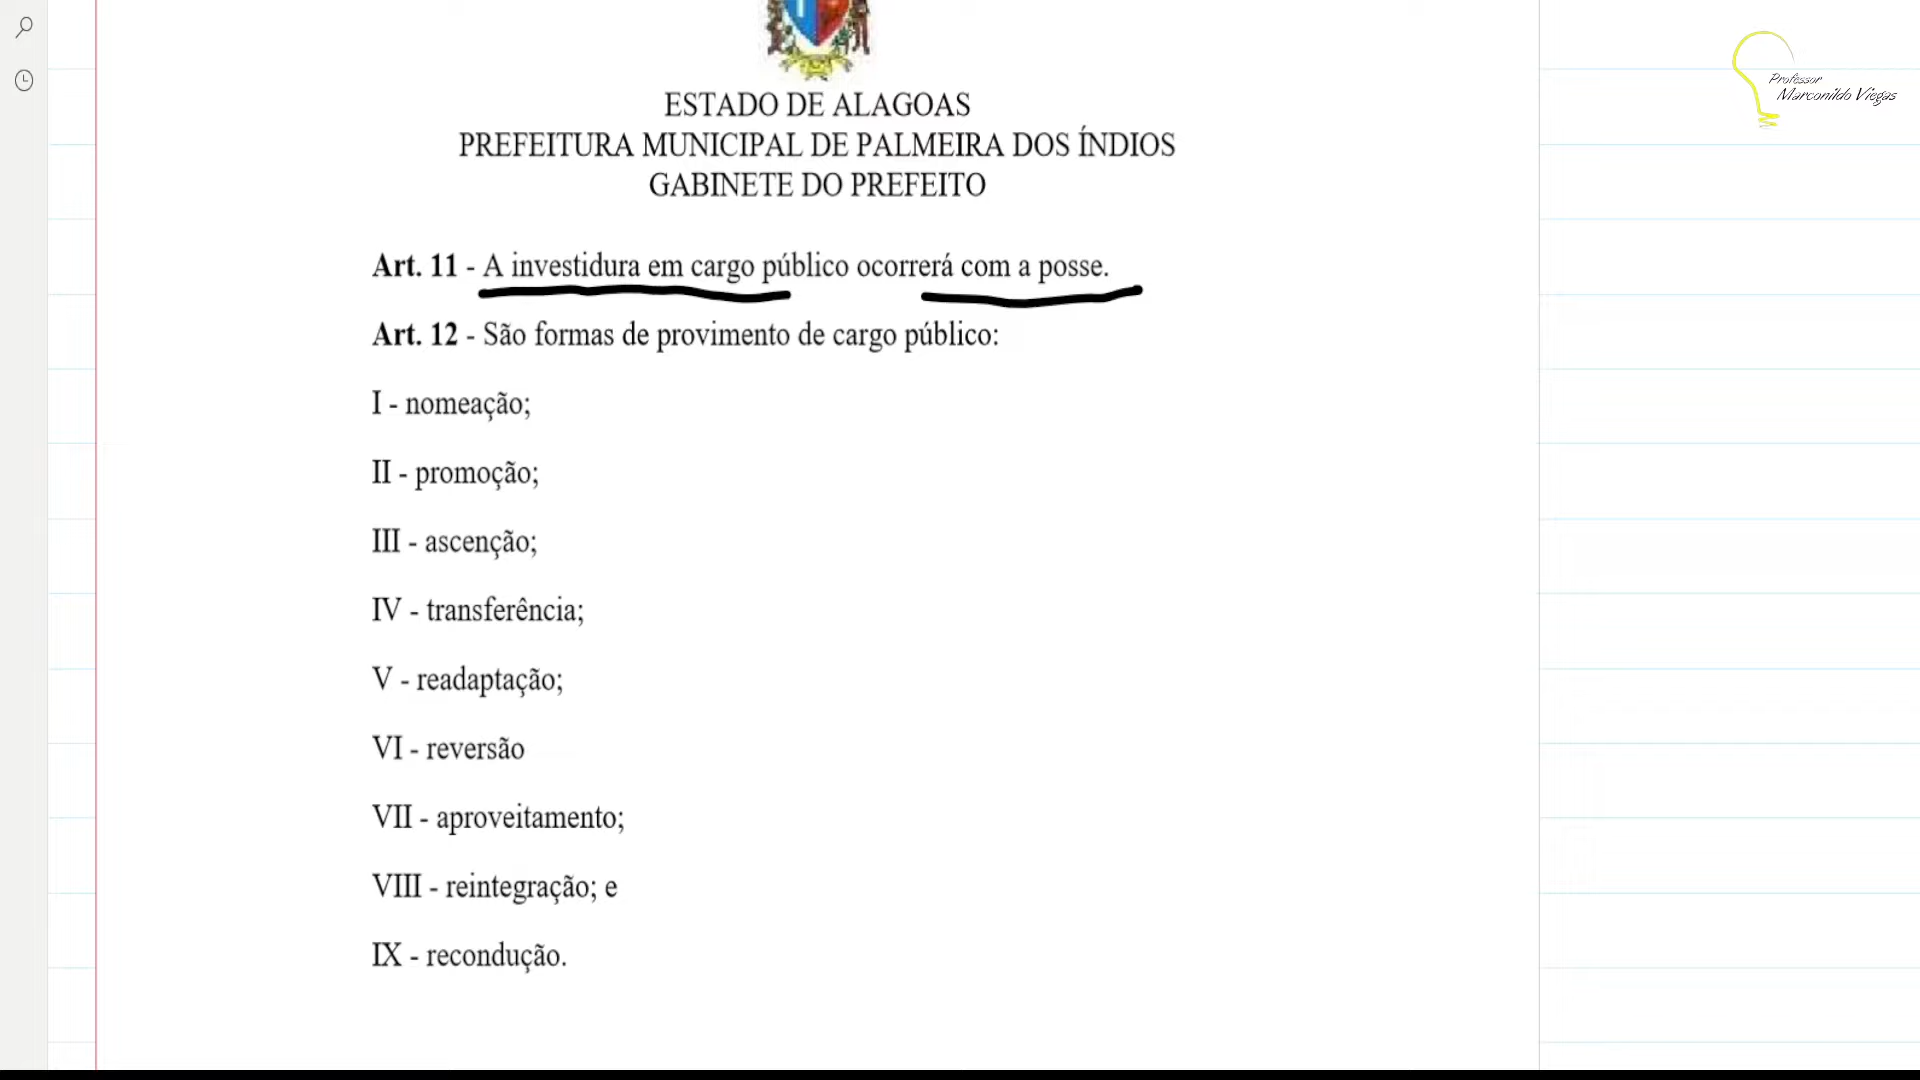 Professor
Marconildo Viegas
ESTADO DE ALAGOAS
PREFEITURA MUNICIPAL DE PALMEIRA DOS ÍNDIOS
GABINETE DO PREFEITO
Art. 11 - A investidura em cargo público ocorrerá com a posse.
Art. 12 - São formas de provimento de cargo público:
I - nomeação;
II - promoção;
III - ascenção;
IV - transferência;
V - readaptação;
VI - reversão
VII - aproveitamento;
VIII - reintegração; e
IX - recondução.